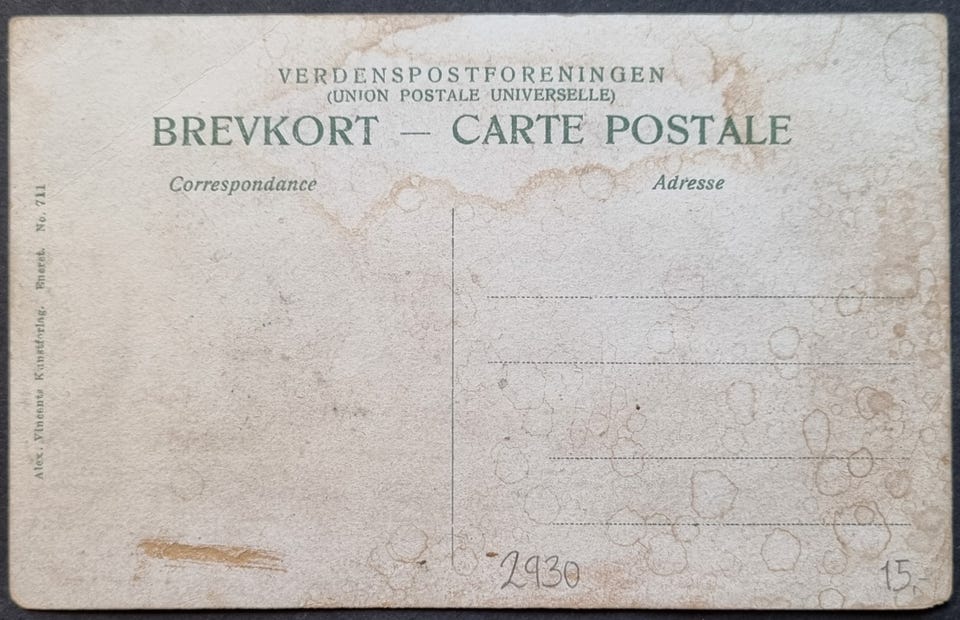 VERDENSPOSTFORENINGEN
(UNION POSTALE UNIVERSELLE)
BREVKORT — CARTE POSTALE
Correspondance
Adresse
Alex. Vincents Kunstforlag. Eneret. No. 711
2930
15,-